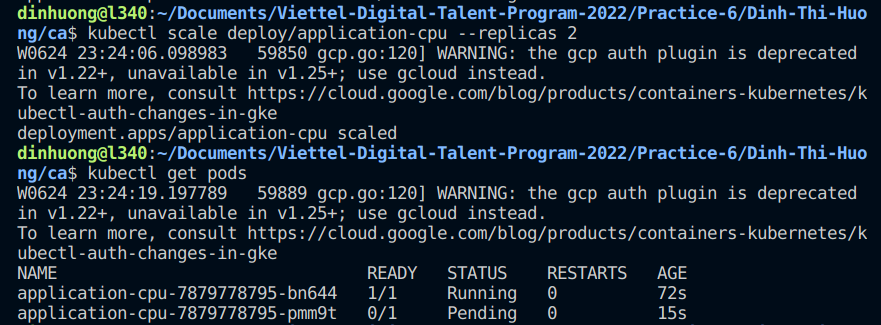 dinhuong@l340:~/Documents/Viettel-Digital-Talent-Program-2022/Practice-6/Dinh-Thi-Huo
ng/ca$ kubectl scale deploy/application-cpu --replicas 2
W0624 23:24:06.098983   59850 gcp.go:120] WARNING: the gcp auth plugin is deprecated
in v1.22+, unavailable in v1.25+; use gcloud instead.
To learn more, consult https://cloud.google.com/blog/products/containers-kubernetes/k
ubectl-auth-changes-in-gke
deployment.apps/application-cpu scaled
dinhuong@l340:~/Documents/Viettel-Digital-Talent-Program-2022/Practice-6/Dinh-Thi-Huo
ng/ca$ kubectl get pods
W0624 23:24:19.197789   59889 gcp.go:120] WARNING: the gcp auth plugin is deprecated
in v1.22+, unavailable in v1.25+; use gcloud instead.
To learn more, consult https://cloud.google.com/blog/products/containers-kubernetes/k
ubectl-auth-changes-in-gke
NAME                               READY   STATUS    RESTARTS   AGE
application-cpu-7879778795-bn644   1/1     Running   0          72s
application-cpu-7879778795-pmm9t   0/1     Pending   0          15s